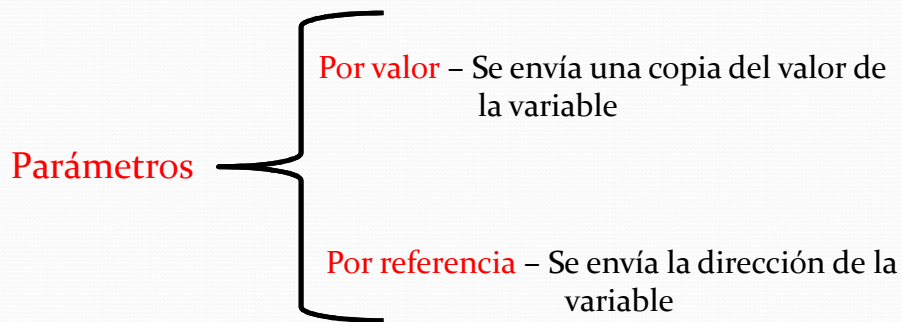 Por valor – Se envía una copia del valor de
la variable
Parámetros
Por referencia – Se envía la dirección de la
variable